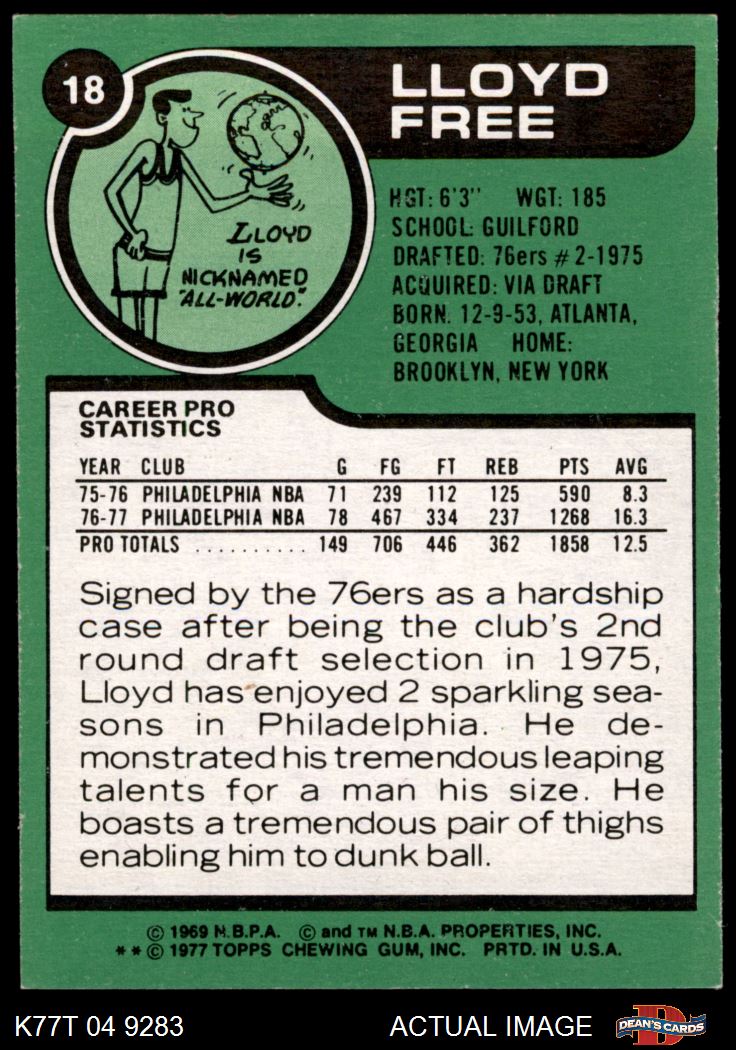 18
LLOYD
FREE
LLOYD
IS
NICKNAMED
"ALL-WORLD".
HGT: 6'3" WGT: 185
SCHOOL: GUILFORD
DRAFTED: 76ers #2-1975
ACQUIRED: VIA DRAFT
BORN: 12-9-53, ATLANTA,
GEORGIA HOME:
BROOKLYN, NEW YORK
CAREER PRO
STATISTICS
YEAR CLUB G FG FT REB PTS AVG
75-76 PHILADELPHIA NBA 71 239 112 125 590 8.3
76-77 PHILADELPHIA NBA 78 467 334 237 1268 16.3
PRO TOTALS .......... 149 706 446 362 1858 12.5
Signed by the 76ers as a hardship
case after being the club's 2nd
round draft selection in 1975,
Lloyd has enjoyed 2 sparkling sea-
sons in Philadelphia. He de-
monstrated his tremendous leaping
talents for a man his size. He
boasts a tremendous pair of thighs
enabling him to dunk ball.
© 1969 N.B.P.A. © and TM N.B.A. PROPERTIES, INC.
**© 1977 TOPPS CHEWING GUM, INC. PRTD. IN U.S.A.
K77T 04 9283 ACTUAL IMAGE DEAN'S CARDS